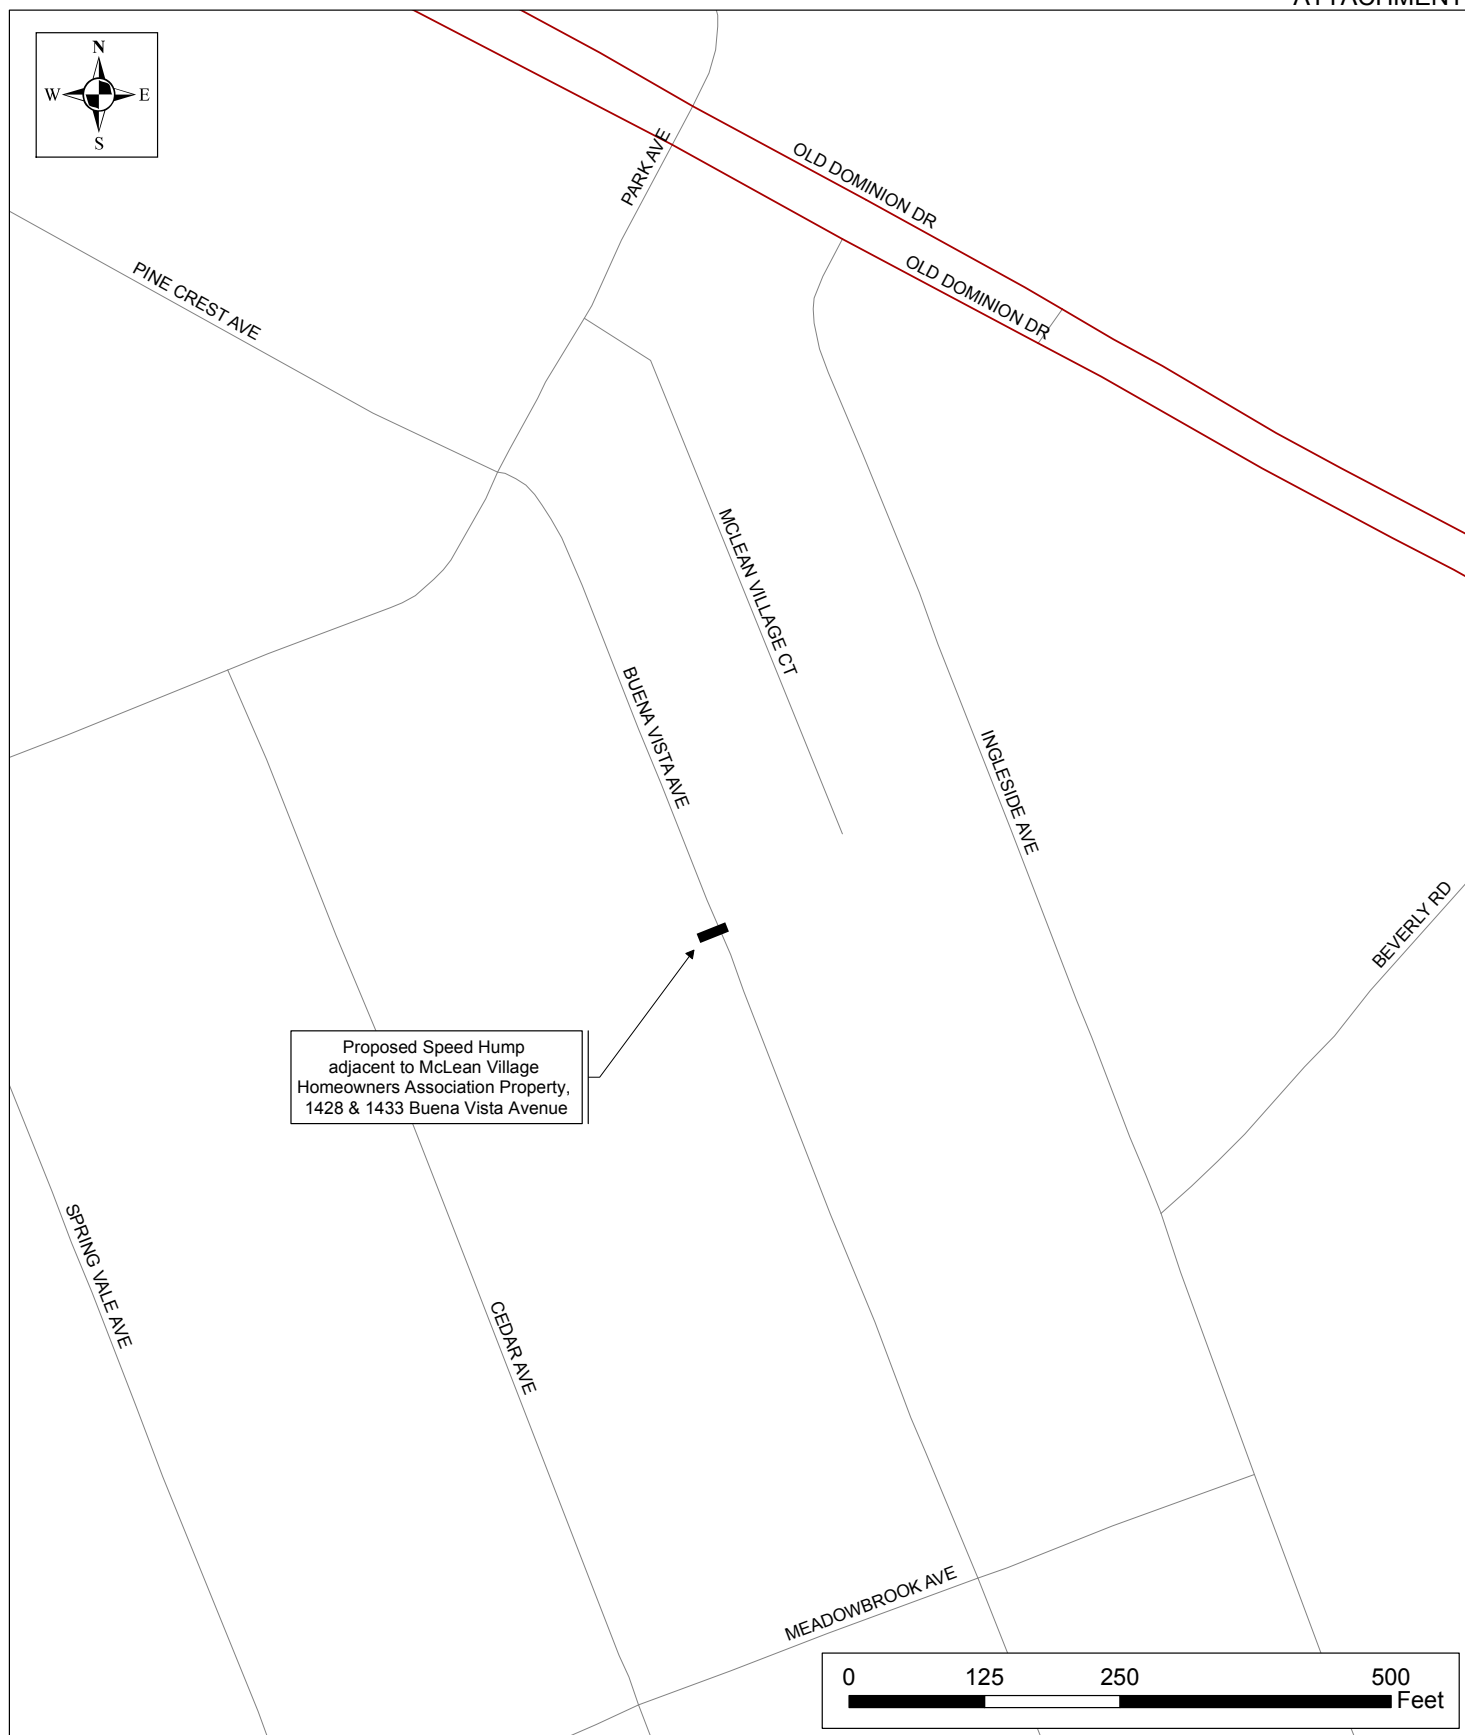 ATTACHMENT
N
W E
S
PARK AVE
OLD DOMINION DR
OLD DOMINION DR
PINE CREST AVE
MCLEAN VILLAGE CT
BUENA VISTA AVE
INGLESIDE AVE
BEVERLY RD
Proposed Speed Hump
adjacent to McLean Village
Homeowners Association Property,
1428 & 1433 Buena Vista Avenue
SPRING VALE AVE
CEDAR AVE
MEADOWBROOK AVE
0 125 250 500
Feet